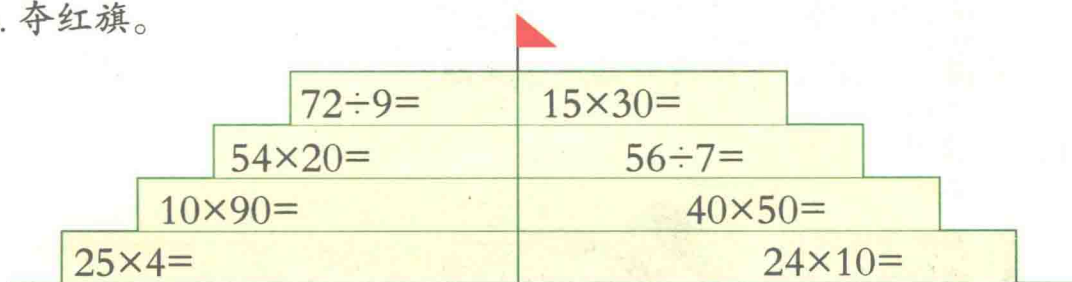 . 夺红旗。
72÷9= 15×30=
54×20= 56÷7=
10×90= 40×50=
25×4= 24×10=